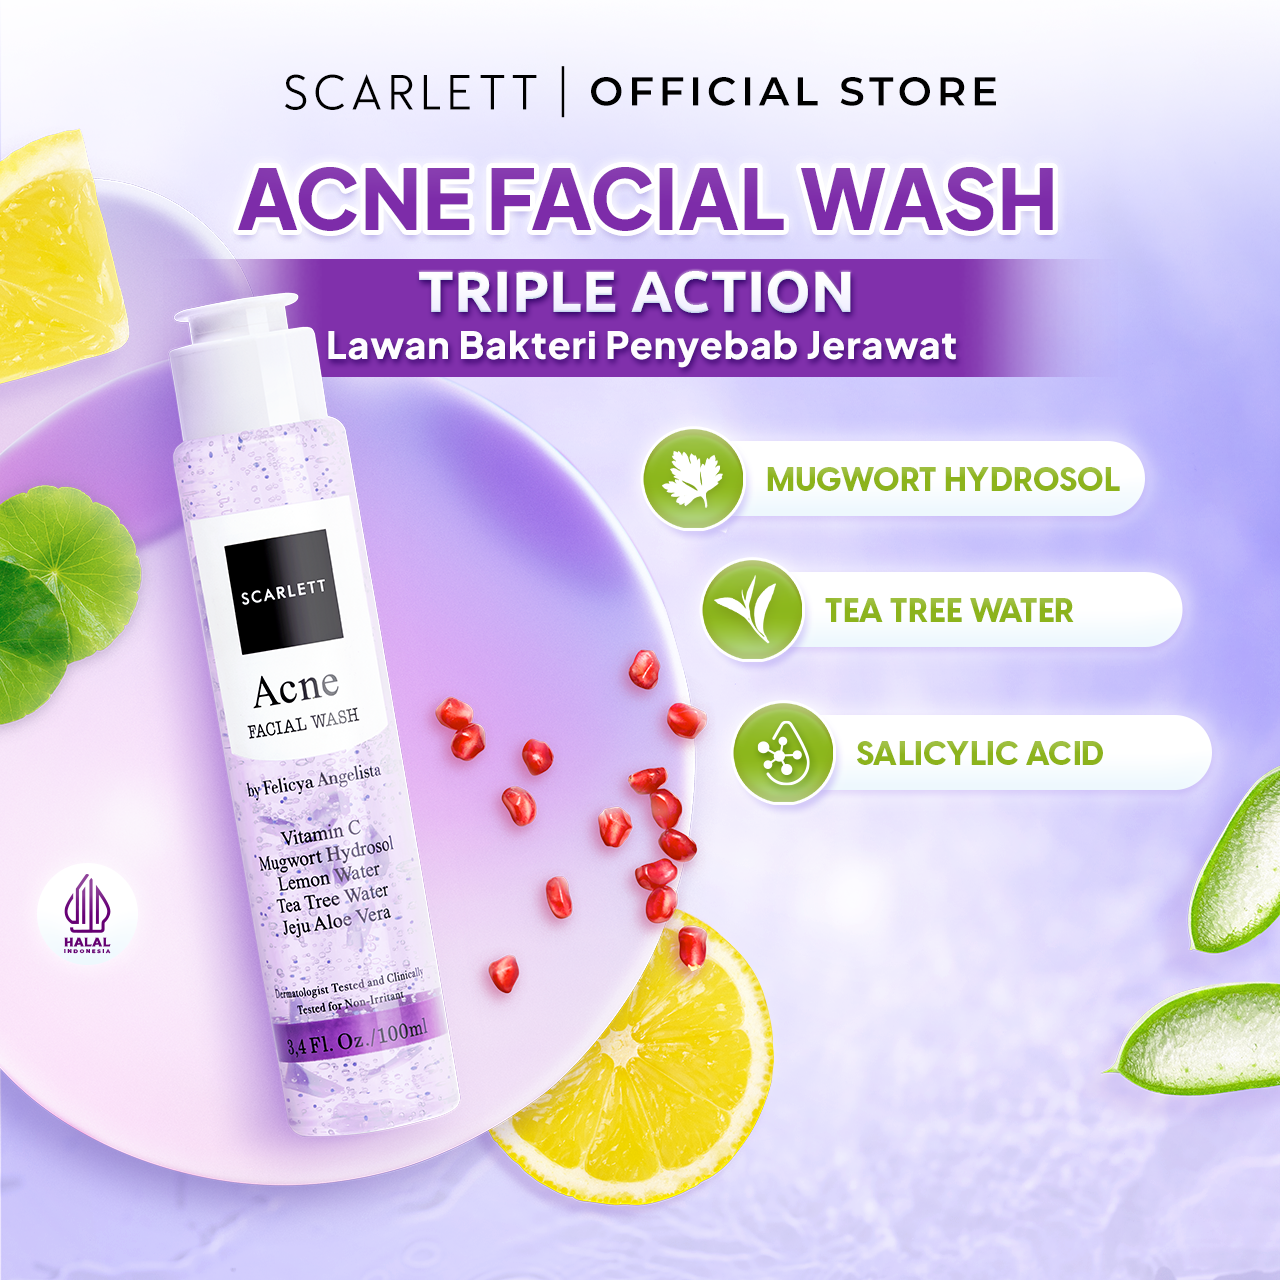 SCARLETT | OFFICIAL STORE
ACNE FACIAL WASH
TRIPLE ACTION
Lawan Bakteri Penyebab Jerawat
MUGWORT HYDROSOL
TEA TREE WATER
SALICYLIC ACID
SCARLETT
Acne
FACIAL WASH
by Felicya Angelista
Vitamin C
Mugwort Hydrosol
Lemon Water
Tea Tree Water
Jeju Aloe Vera
Dermatologist Tested and Clinically
Tested for Non-Irritant
3,4 Fl. Oz./100ml
HALAL
INDONESIA